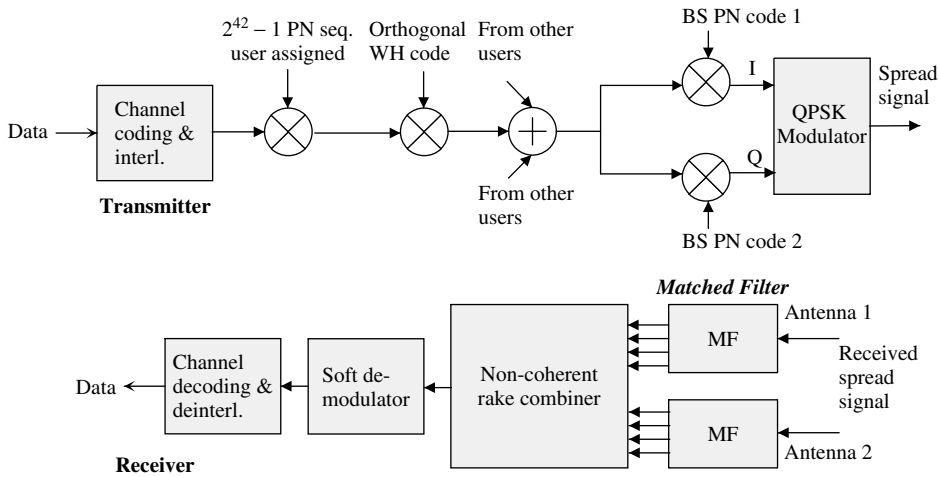 BS PN code 1
2⁴² – 1 PN seq.
user assigned
Orthogonal
WH code
From other
users
I
Spread
signal
Data
Channel
coding &
interl.
QPSK
Modulator
Q
From other
users
Transmitter
BS PN code 2
Matched Filter
Antenna 1
MF
Channel
decoding &
deinterl.
Soft de-
modulator
Non-coherent
rake combiner
Received
spread
signal
Data
MF
Antenna 2
Receiver